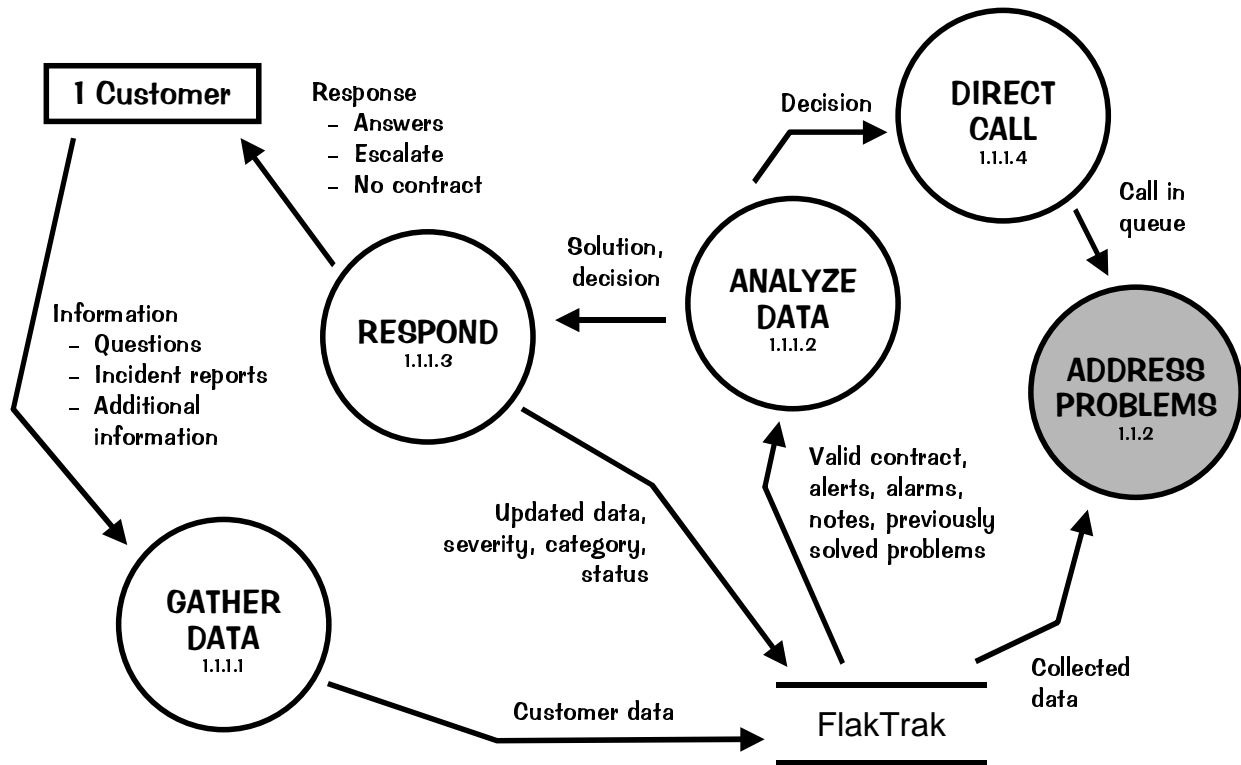 1 Customer
Response
– Answers
– Escalate
– No contract
Decision
DIRECT
CALL
1.1.1.4
Call in
queue
Solution,
decision
ANALYZE
DATA
1.1.1.2
RESPOND
1.1.1.3
Information
– Questions
– Incident reports
– Additional
information
ADDRESS
PROBLEMS
1.1.2
Valid contract,
alerts, alarms,
notes, previously
solved problems
Updated data,
severity, category,
status
GATHER
DATA
1.1.1.1
Customer data
FlakTrak
Collected
data